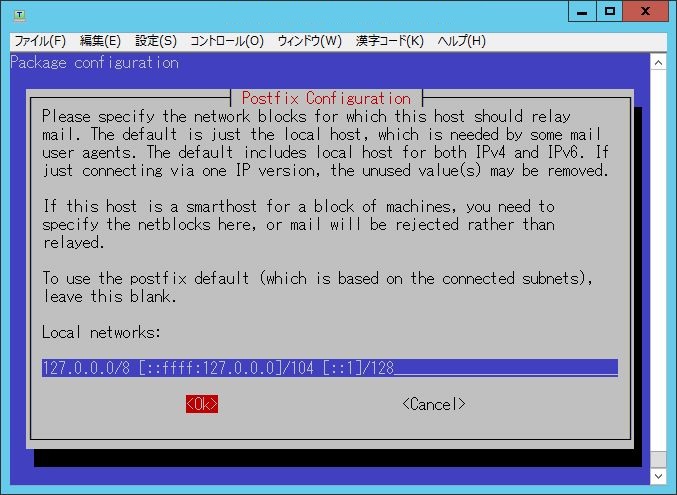 ファイル(F) 編集(E) 設定(S) コントロール(O) ウィンドウ(W) 漢字コード(K) ヘルプ(H)
Package configuration
Postfix Configuration
Please specify the network blocks for which this host should relay
mail. The default is just the local host, which is needed by some mail
user agents. The default includes local host for both IPv4 and IPv6. If
just connecting via one IP version, the unused value(s) may be removed.
If this host is a smarthost for a block of machines, you need to
specify the netblocks here, or mail will be rejected rather than
relayed.
To use the postfix default (which is based on the connected subnets),
leave this blank.
Local networks:
127.0.0.0/8 [::ffff:127.0.0.0]/104 [::1]/128
<Ok> <Cancel>